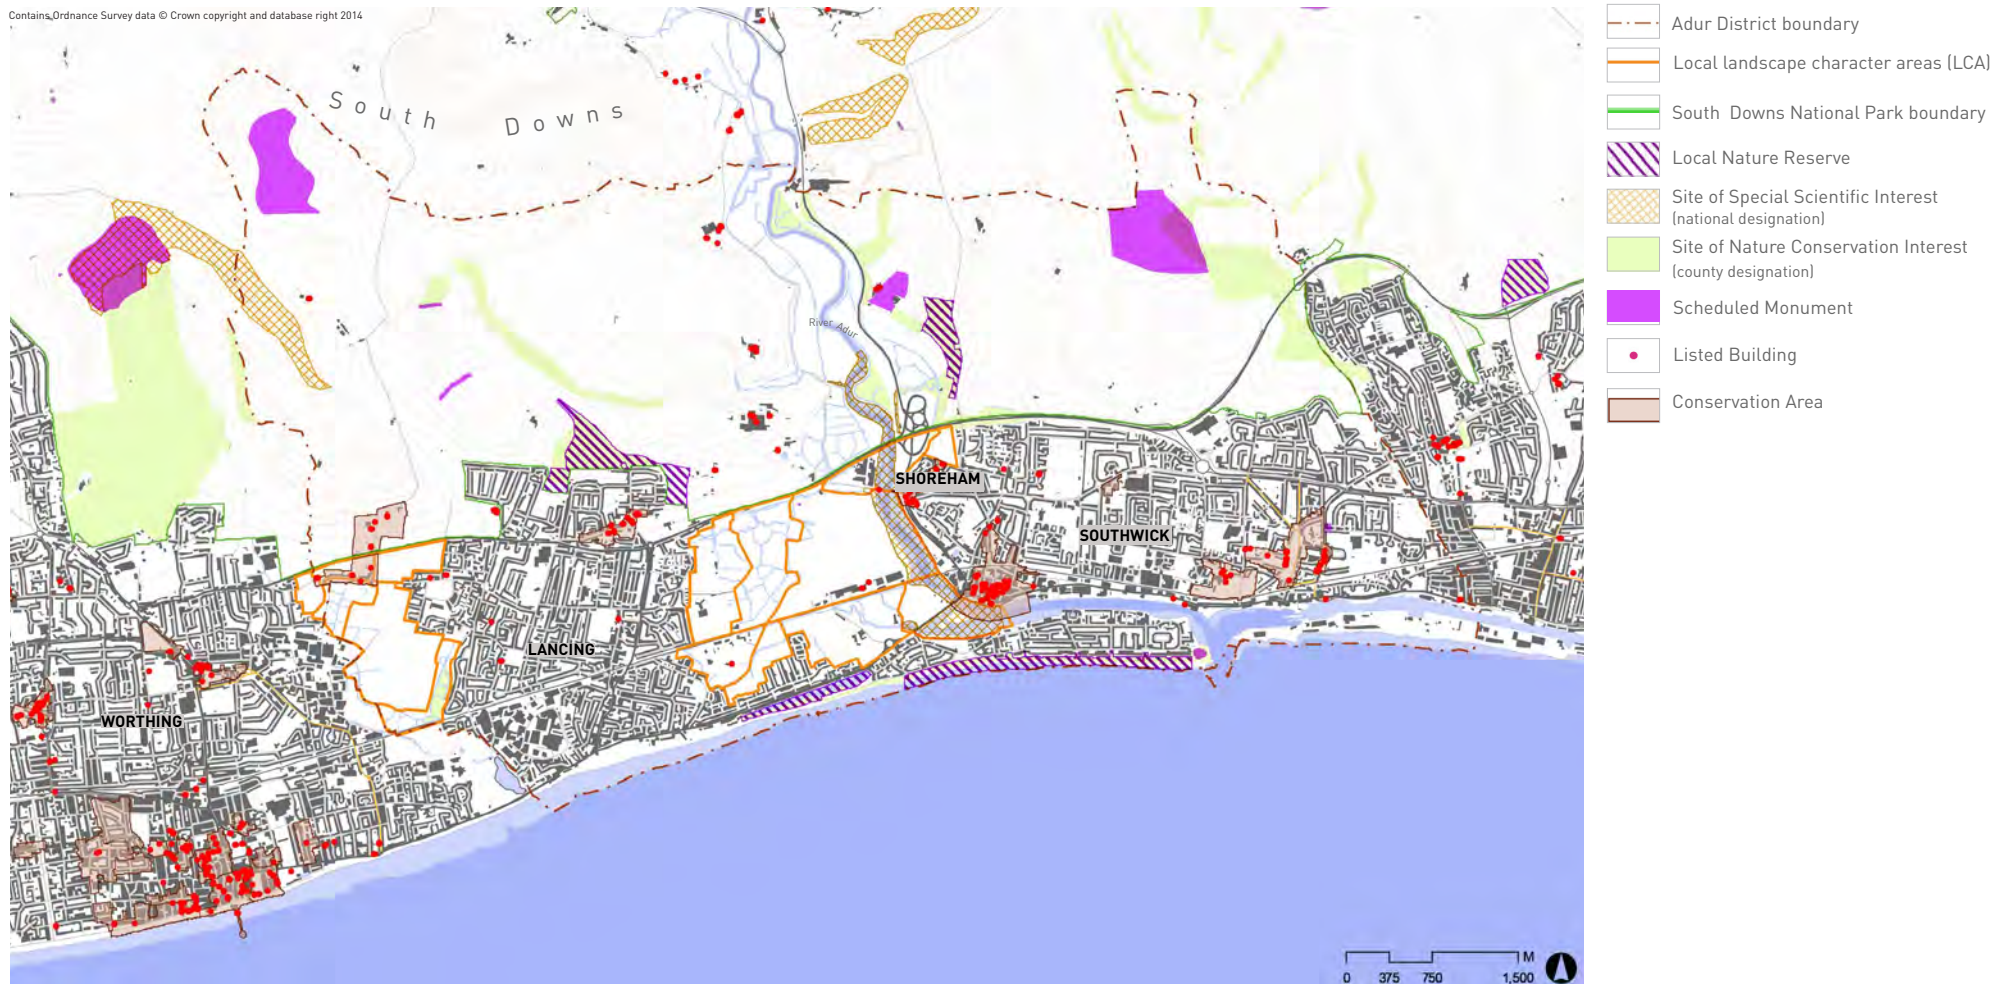 Contains Ordnance Survey data © Crown copyright and database right 2014
South Downs
River Adur
SHOREHAM
SOUTHWICK
LANCING
WORTHING
M
0 375 750 1,500
Adur District boundary
Local landscape character areas (LCA)
South Downs National Park boundary
Local Nature Reserve
Site of Special Scientific Interest
(national designation)
Site of Nature Conservation Interest
(county designation)
Scheduled Monument
Listed Building
Conservation Area